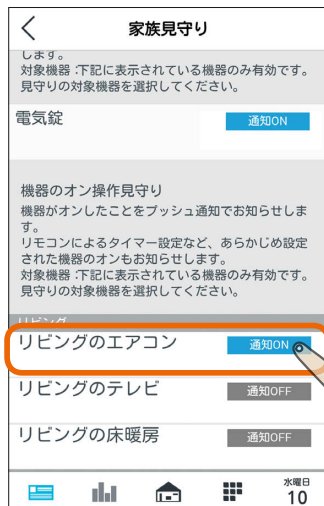 家族見守り
します。
対象機器:下記に表示されている機器のみ有効です。
見守りの対象機器を選択してください。
電気錠
通知ON
機器のオン操作見守り
機器がオンしたことをプッシュ通知でお知らせしま
す。
リモコンによるタイマー設定など、あらかじめ設定
された機器のオンもお知らせします。
対象機器:下記に表示されている機器のみ有効です。
見守りの対象機器を選択してください。
リビング
リビングのエアコン
通知ON
リビングのテレビ
通知OFF
リビングの床暖房
通知OFF
水曜日
10